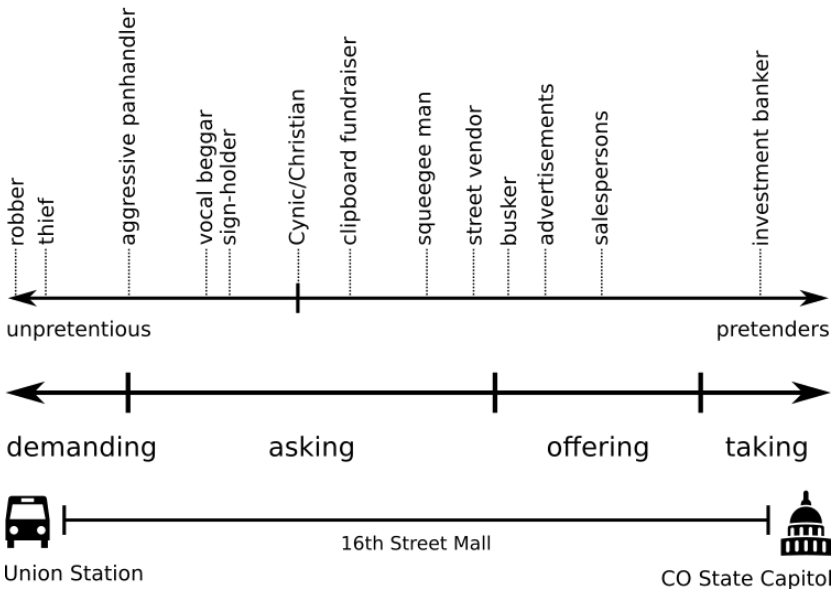 robber
thief
aggressive panhandler
vocal beggar
sign-holder
Cynic/Christian
clipboard fundraiser
squeegee man
street vendor
busker
advertisements
salespersons
investment banker
unpretentious
pretenders
demanding
asking
offering
taking
16th Street Mall
Union Station
CO State Capitol